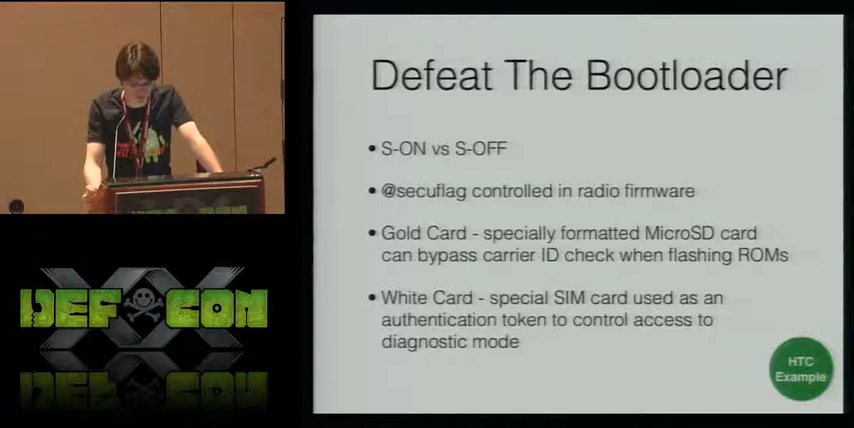 Defeat The Bootloader
• S-ON vs S-OFF
• @secuflag controlled in radio firmware
• Gold Card - specially formatted MicroSD card
can bypass carrier ID check when flashing ROMs
• White Card - special SIM card used as an
authentication token to control access to
diagnostic mode
HTC
Example
DEFCON
XX